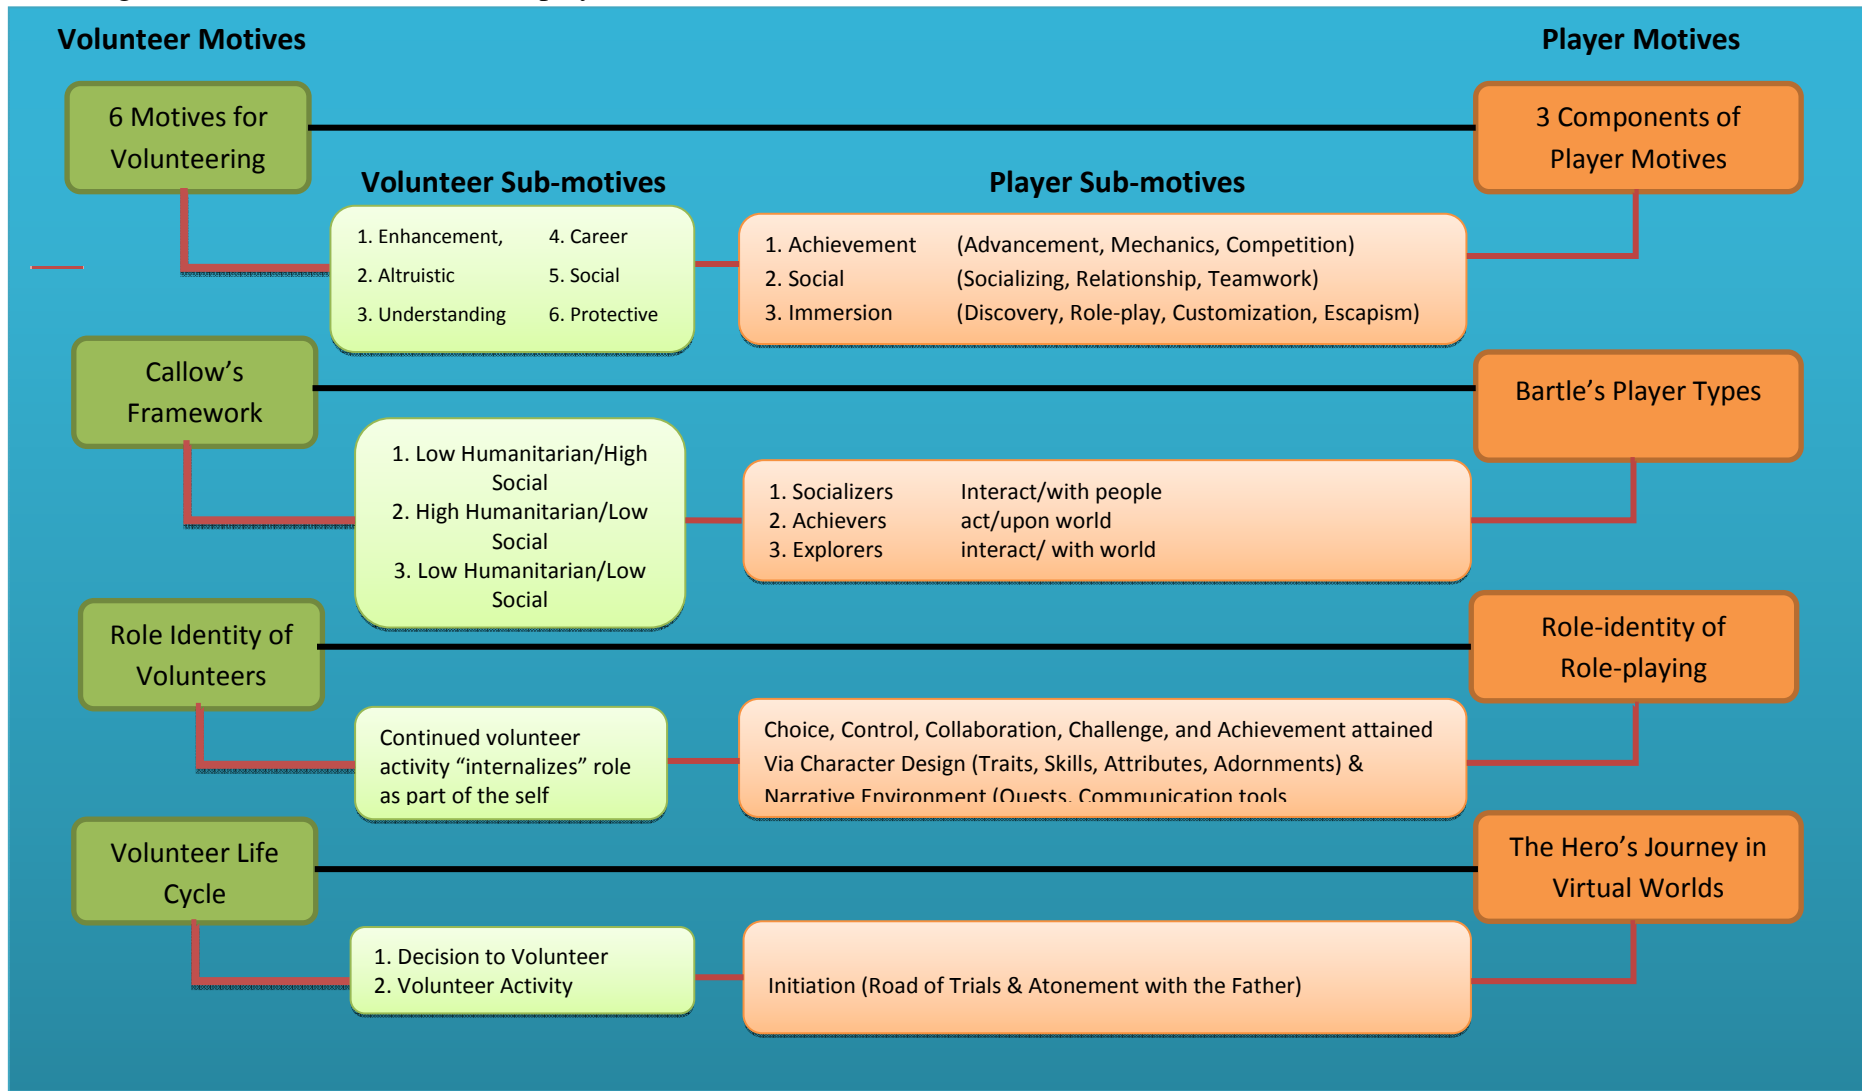 Volunteer Motives
Player Motives
6 Motives for
Volunteering
3 Components of
Player Motives
Volunteer Sub-motives
Player Sub-motives
1. Enhancement,
4. Career
2. Altruistic
5. Social
3. Understanding
6. Protective
1. Achievement (Advancement, Mechanics, Competition)
2. Social (Socializing, Relationship, Teamwork)
3. Immersion (Discovery, Role-play, Customization, Escapism)
Callow’s
Framework
Bartle’s Player Types
1. Low Humanitarian/High
Social
2. High Humanitarian/Low
Social
3. Low Humanitarian/Low
Social
1. Socializers Interact/with people
2. Achievers act/upon world
3. Explorers interact/ with world
Role Identity of
Volunteers
Role-identity of
Role-playing
Continued volunteer
activity “internalizes” role
as part of the self
Choice, Control, Collaboration, Challenge, and Achievement attained
Via Character Design (Traits, Skills, Attributes, Adornments) &
Narrative Environment (Quests, Communication tools
Volunteer Life
Cycle
The Hero’s Journey in
Virtual Worlds
1. Decision to Volunteer
2. Volunteer Activity
Initiation (Road of Trials & Atonement with the Father)